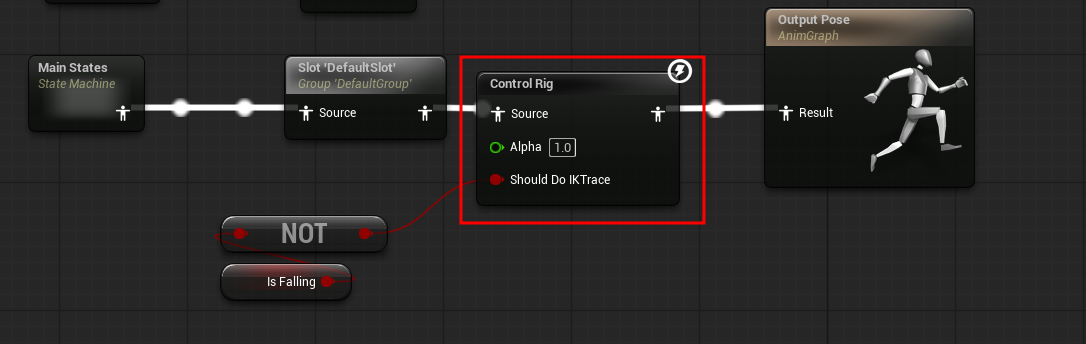 Main States
State Machine
Slot 'DefaultSlot'
Group 'DefaultGroup'
Source
Control Rig
Source
Alpha 1.0
Should Do IKTrace
Output Pose
AnimGraph
Result
NOT
Is Falling